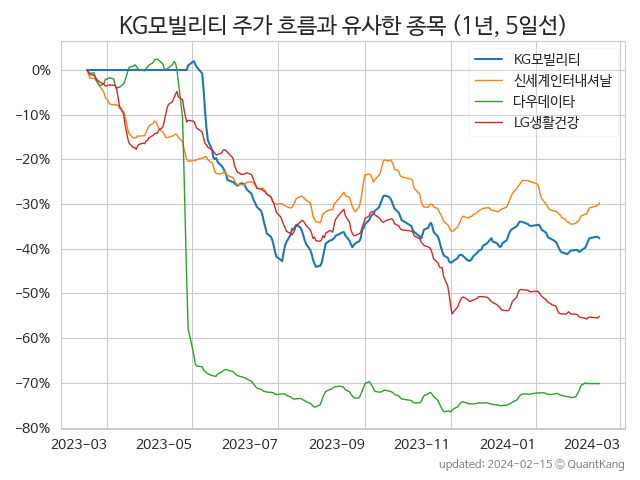 KG모빌리티 주가 흐름과 유사한 종목 (1년, 5일선)
KG모빌리티
신세계인터내셔날
다우데이타
LG생활건강
0%
−10%
−20%
−30%
−40%
−50%
−60%
−70%
−80%
2023-03 2023-05 2023-07 2023-09 2023-11 2024-01 2024-03
updated: 2024-02-15 © QuantKang